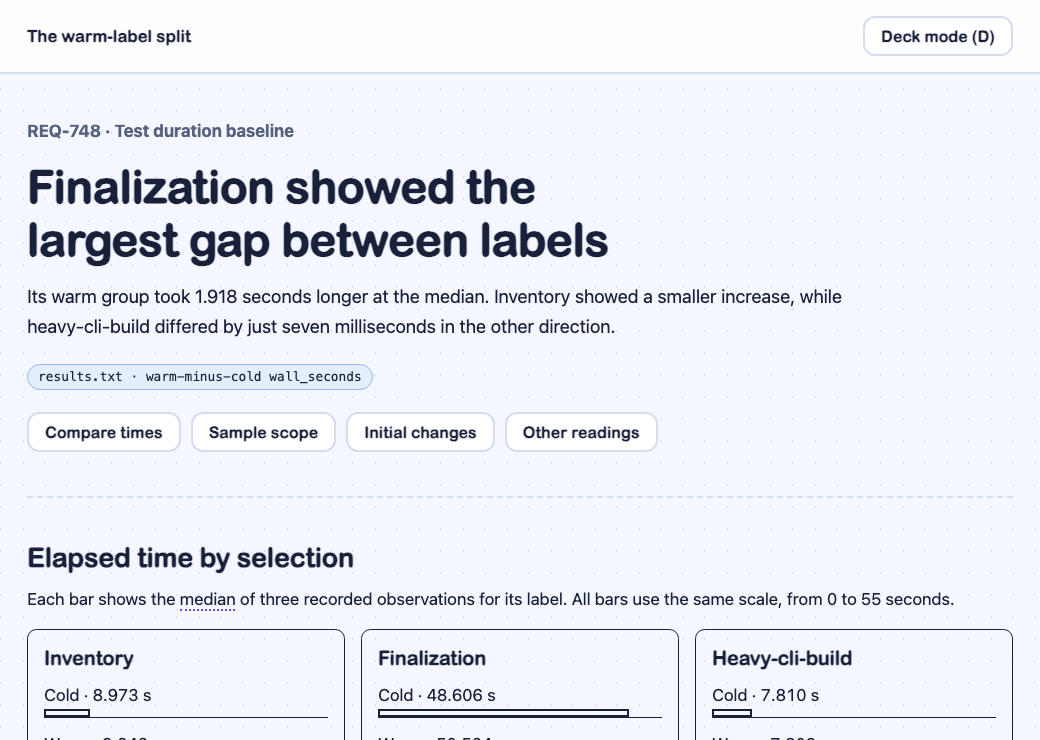 The warm-label split
Deck mode (D)
REQ-748 · Test duration baseline
Finalization showed the
largest gap between labels
Its warm group took 1.918 seconds longer at the median. Inventory showed a smaller increase, while
heavy-cli-build differed by just seven milliseconds in the other direction.
results.txt · warm-minus-cold wall_seconds
Compare times
Sample scope
Initial changes
Other readings
Elapsed time by selection
Each bar shows the median of three recorded observations for its label. All bars use the same scale, from 0 to 55 seconds.
Inventory
Cold · 8.973 s
Finalization
Cold · 48.606 s
Heavy-cli-build
Cold · 7.810 s